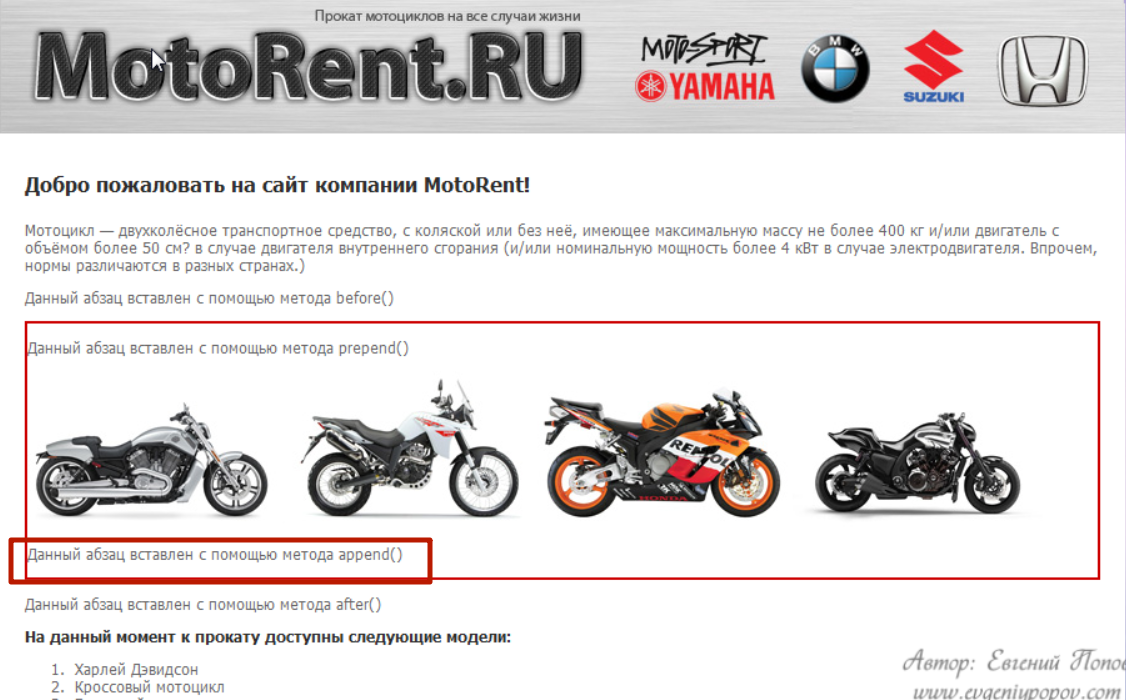 Прокат мотоциклов на все случаи жизни
MotoRent.RU
MOTOSPORT
YAMAHA
BMW
SUZUKI
Добро пожаловать на сайт компании MotoRent!
Мотоцикл — двухколёсное транспортное средство, с коляской или без неё, имеющее максимальную массу не более 400 кг и/или двигатель с
объёмом более 50 см? в случае двигателя внутреннего сгорания (и/или номинальную мощность более 4 кВт в случае электродвигателя. Впрочем,
нормы различаются в разных странах.)
Данный абзац вставлен с помощью метода before()
Данный абзац вставлен с помощью метода prepend()
HONDA
Данный абзац вставлен с помощью метода append()
Данный абзац вставлен с помощью метода after()
На данный момент к прокату доступны следующие модели:
1. Харлей Дэвидсон
2. Кроссовый мотоцикл
Автор: Евгений Попов
www.evgeniypopov.com